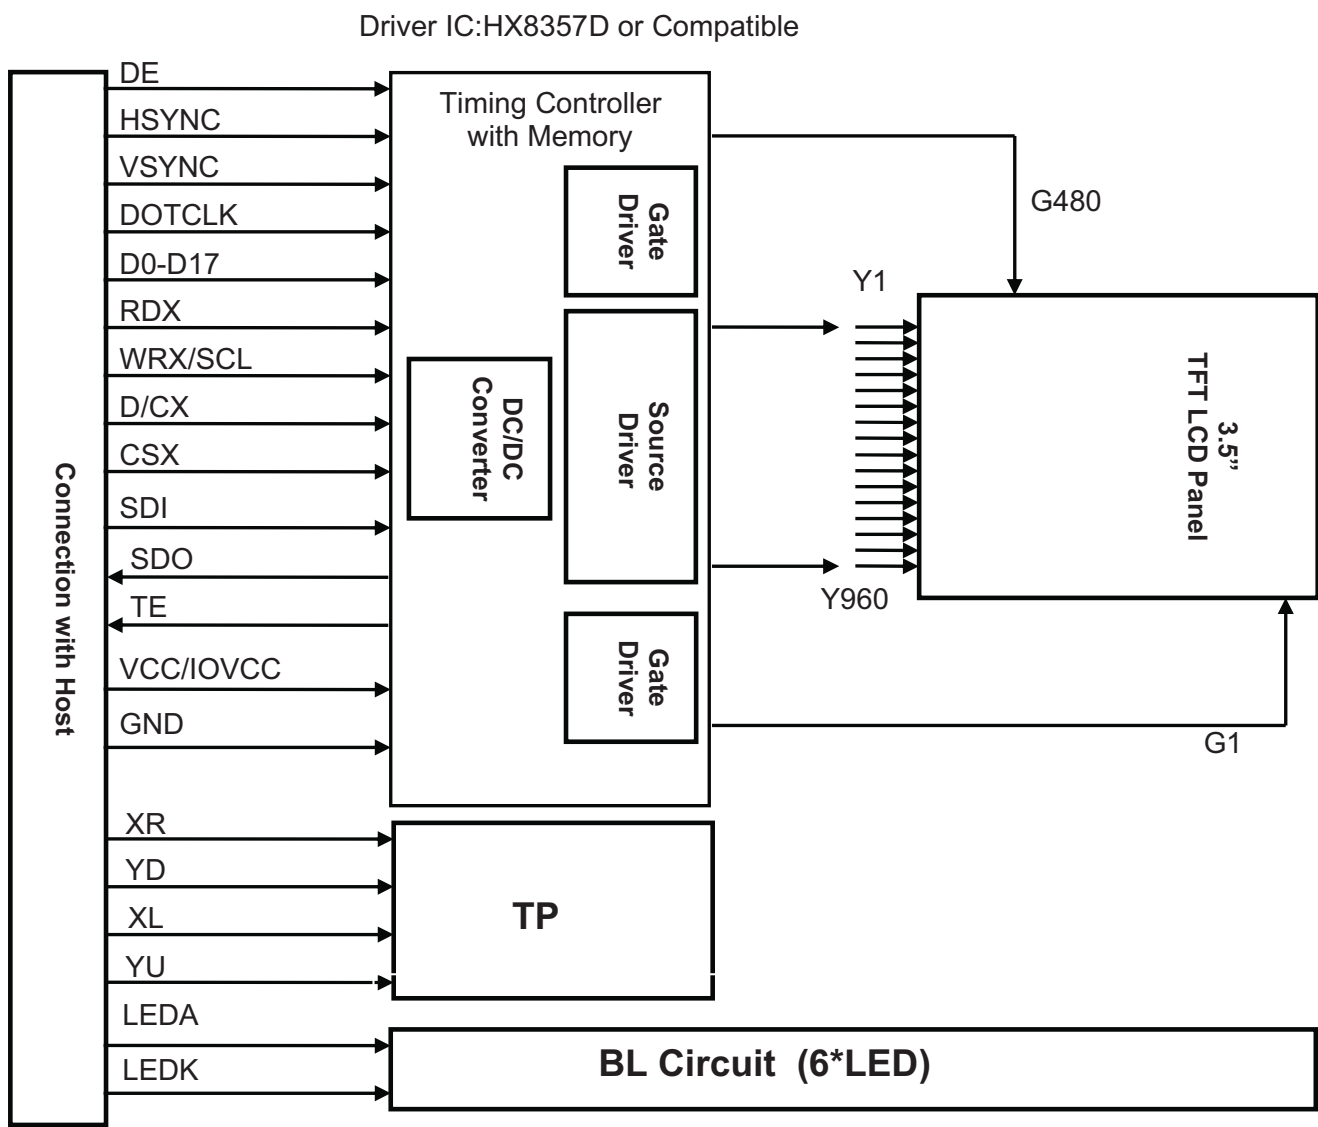 Driver IC:HX8357D or Compatible
Connection with Host
DE
HSYNC
VSYNC
DOTCLK
D0-D17
RDX
WRX/SCL
D/CX
CSX
SDI
SDO
TE
VCC/IOVCC
GND
XR
YD
XL
YU
LEDA
LEDK
Timing Controller
with Memory
Gate
Driver
DC/DC
Converter
Source
Driver
Gate
Driver
G480
Y1
Y960
G1
3.5”
TFT LCD Panel
TP
BL Circuit (6*LED)